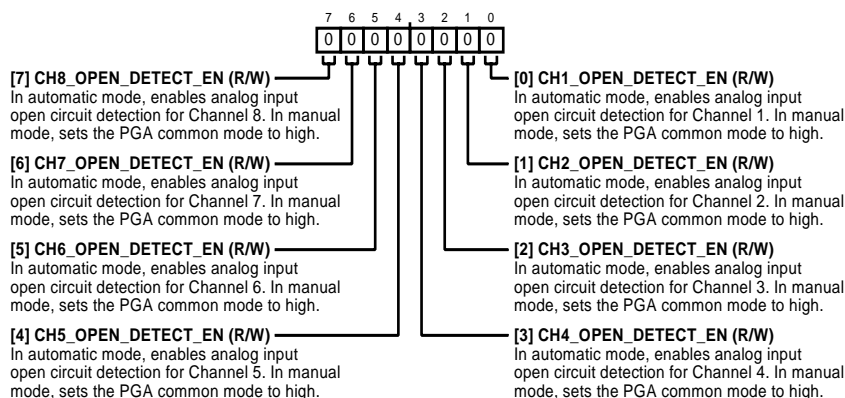 7 6 5 4 3 2 1 0
0 0 0 0 0 0 0 0
[7] CH8_OPEN_DETECT_EN (R/W)
In automatic mode, enables analog input
open circuit detection for Channel 8. In manual
mode, sets the PGA common mode to high.
[6] CH7_OPEN_DETECT_EN (R/W)
In automatic mode, enables analog input
open circuit detection for Channel 7. In manual
mode, sets the PGA common mode to high.
[5] CH6_OPEN_DETECT_EN (R/W)
In automatic mode, enables analog input
open circuit detection for Channel 6. In manual
mode, sets the PGA common mode to high.
[4] CH5_OPEN_DETECT_EN (R/W)
In automatic mode, enables analog input
open circuit detection for Channel 5. In manual
mode, sets the PGA common mode to high.
[0] CH1_OPEN_DETECT_EN (R/W)
In automatic mode, enables analog input
open circuit detection for Channel 1. In manual
mode, sets the PGA common mode to high.
[1] CH2_OPEN_DETECT_EN (R/W)
In automatic mode, enables analog input
open circuit detection for Channel 2. In manual
mode, sets the PGA common mode to high.
[2] CH3_OPEN_DETECT_EN (R/W)
In automatic mode, enables analog input
open circuit detection for Channel 3. In manual
mode, sets the PGA common mode to high.
[3] CH4_OPEN_DETECT_EN (R/W)
In automatic mode, enables analog input
open circuit detection for Channel 4. In manual
mode, sets the PGA common mode to high.